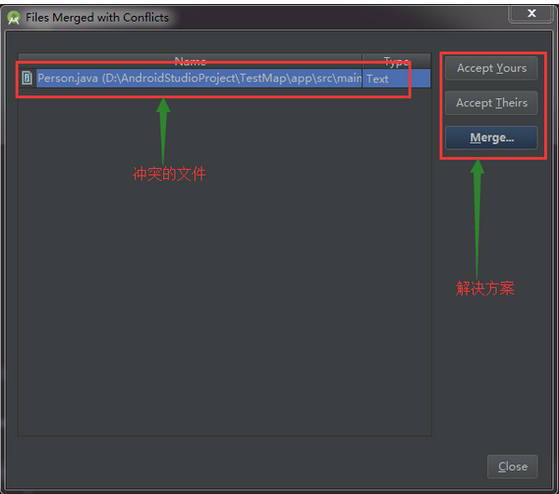 Files Merged with Conflicts
Name Type
Person.java (D:\AndroidStudioProject\TestMap\app\src\main Text
Accept Yours
Accept Theirs
Merge...
冲突的文件
解决方案
Close